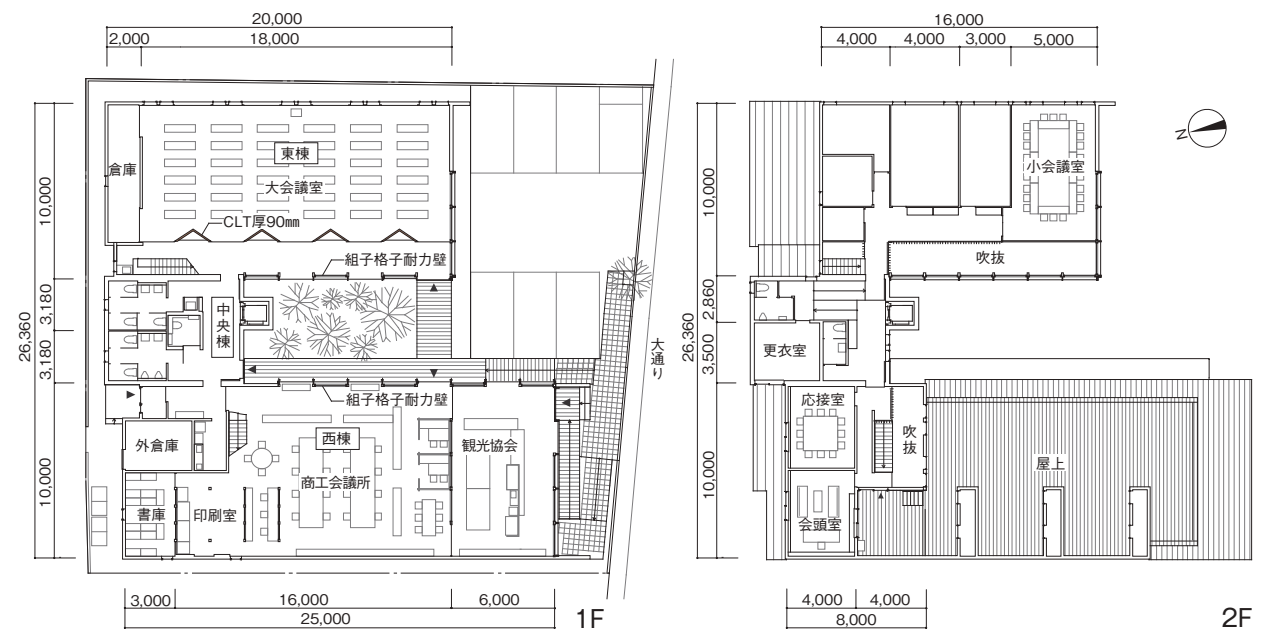 20,000
2,000
18,000
倉庫
東棟
大会議室
CLT厚90㎜
組子格子耐力壁
中央棟
大通り
組子格子耐力壁
外倉庫
西棟
観光協会
商工会議所
書庫
印刷室
10,000
3,180
3,180
10,000
26,360
3,000
16,000
6,000
25,000
1F
16,000
4,000
4,000
3,000
5,000
N
小会議室
吹抜
更衣室
応接室
吹抜
屋上
会頭室
10,000
2,860
3,500
10,000
26,360
4,000
4,000
8,000
2F